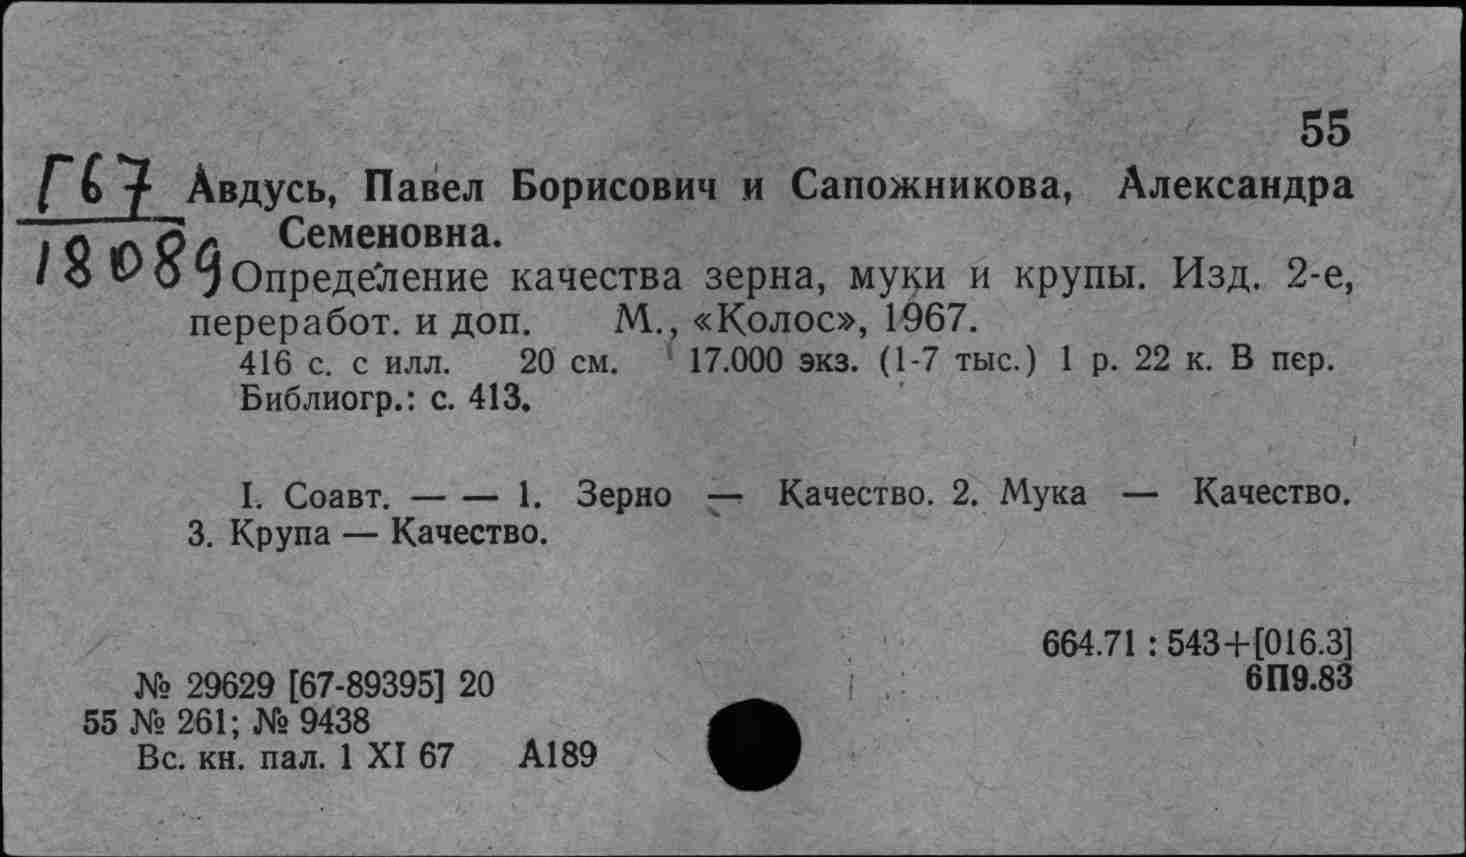 55
Г67 Авдусь, Павел Борисович и Сапожникова, Александра
18089 Семеновна.
Определение качества зерна, муки и крупы. Изд. 2-е,
переработ. и доп. М., «Колос», 1967.
416 с. с илл. 20 см. 17.000 экз. (1-7 тыс.) 1 р. 22 к. В пер.
Библиогр.: с. 413.
I. Соавт. — — 1. Зерно — Качество. 2. Мука — Качество.
3. Крупа — Качество.
664.71 : 543+[016.3]
6П9.83
№ 29629 [67-89395] 20
55 № 261; № 9438
Вс. кн. пал. 1 XI 67 А189